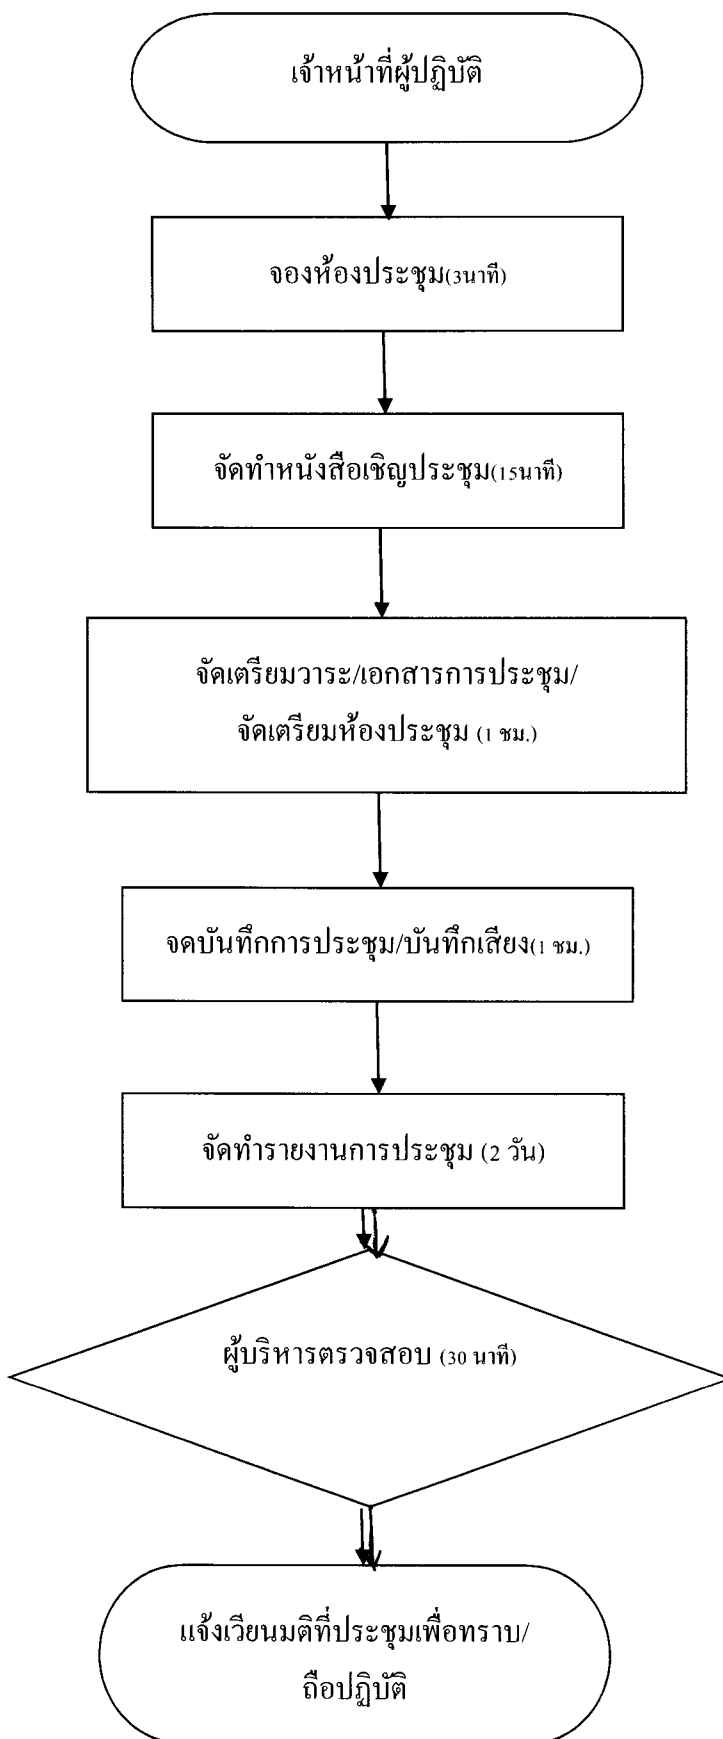 เจ้าหน้าที่ผู้ปฏิบัติ
จองห้องประชุม(3นาที)
จัดทำหนังสือเชิญประชุม(15นาที)
จัดเตรียมวาระ/เอกสารการประชุม/
จัดเตรียมห้องประชุม (1 ชม.)
จดบันทึกการประชุม/บันทึกเสียง(1 ชม.)
จัดทำรายงานการประชุม (2 วัน)
ผู้บริหารตรวจสอบ (30 นาที)
แจ้งเวียนมติที่ประชุมเพื่อทราบ/
ถือปฏิบัติ